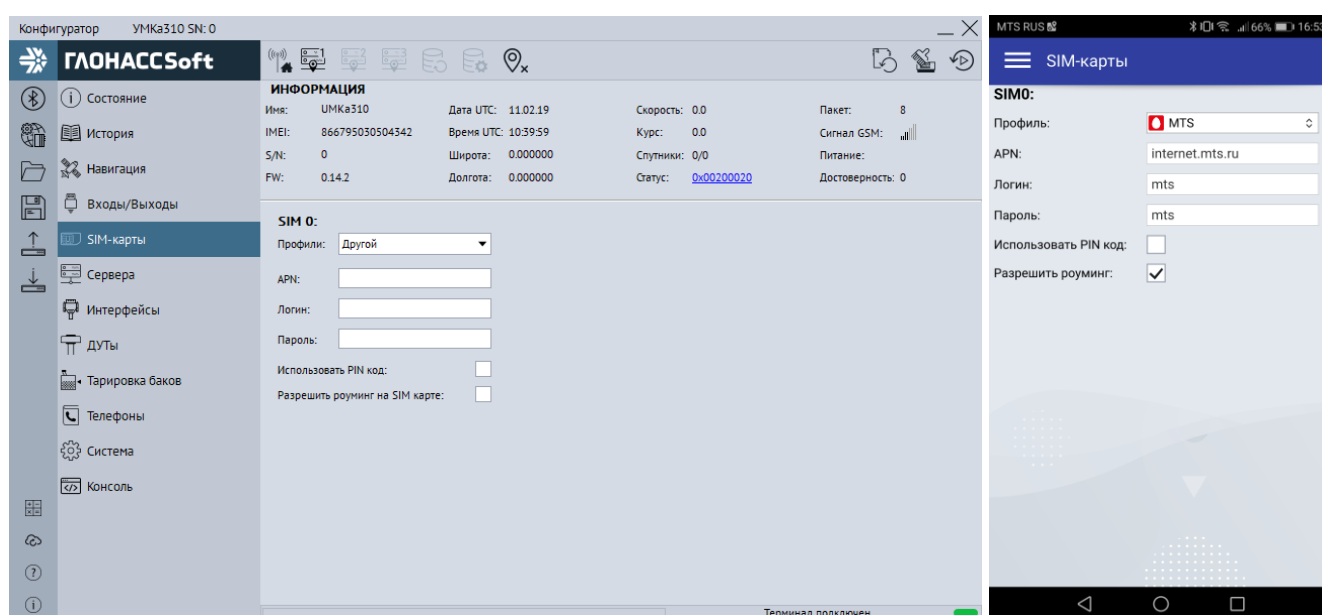 Конфигуратор УМКа310 SN: 0
ГЛОНАССSoft
Состояние
История
Навигация
Входы/Выходы
SIM-карты
Сервера
Интерфейсы
ДУТы
Тарировка баков
Телефоны
Система
Консоль
ИНФОРМАЦИЯ
Имя: UMKa310 Дата UTC: 11.02.19 Скорость: 0.0 Пакет: 8
IMEI: 866795030504342 Время UTC: 10:39:59 Курс: 0.0 Сигнал GSM:
S/N: 0 Широта: 0.000000 Спутники: 0/0 Питание:
FW: 0.14.2 Долгота: 0.000000 Статус: 0x00200020 Достоверность: 0
SIM 0:
Профили: Другой
APN:
Логин:
Пароль:
Использовать PIN код:
Разрешить роуминг на SIM карте:
Терминал подключен
MTS RUS 66% 16:53
SIM-карты
SIM0:
Профиль: MTS
APN: internet.mts.ru
Логин: mts
Пароль: mts
Использовать PIN код:
Разрешить роуминг: